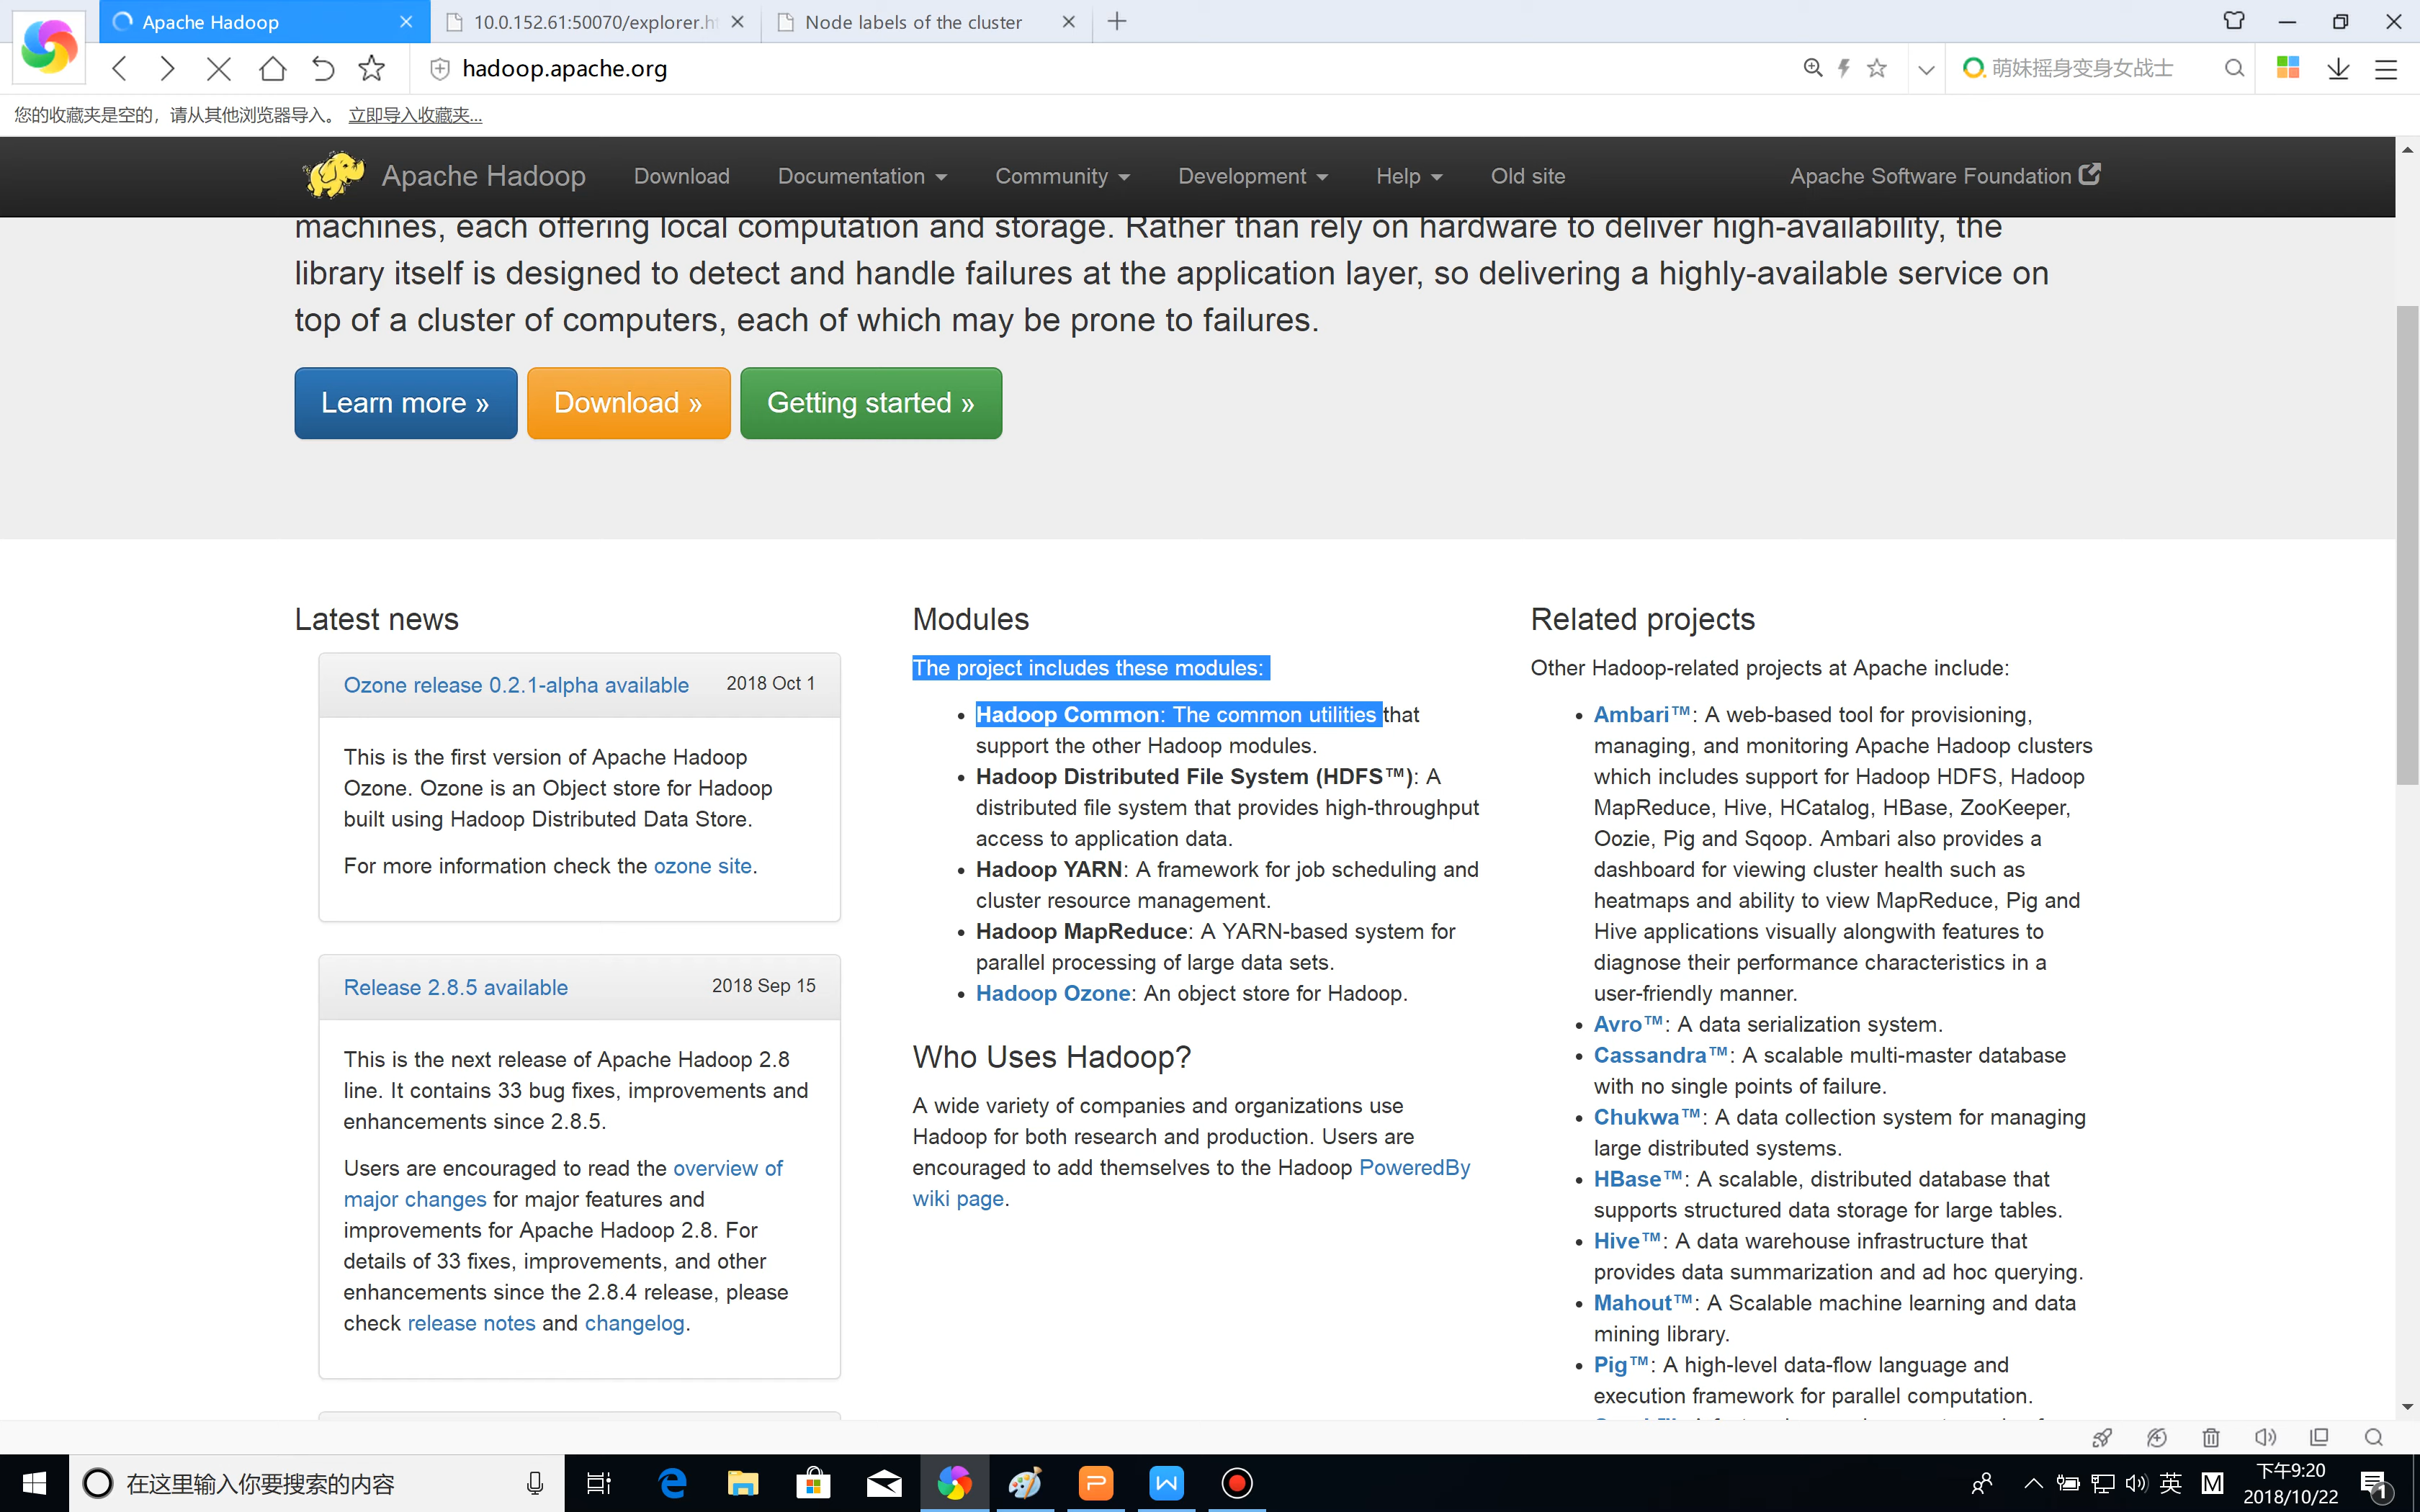 Apache Hadoop
10.0.152.61:50070/explorer.h
Node labels of the cluster
hadoop.apache.org
萌妹摇身变身女战士
您的收藏夹是空的，请从其他浏览器导入。 立即导入收藏夹...
Apache Hadoop Download Documentation Community Development Help Old site Apache Software Foundation
machines, each offering local computation and storage. Rather than rely on hardware to deliver high-availability, the
library itself is designed to detect and handle failures at the application layer, so delivering a highly-available service on
top of a cluster of computers, each of which may be prone to failures.
Learn more » Download » Getting started »
Latest news
Ozone release 0.2.1-alpha available 2018 Oct 1
This is the first version of Apache Hadoop
Ozone. Ozone is an Object store for Hadoop
built using Hadoop Distributed Data Store.
For more information check the ozone site.
Release 2.8.5 available 2018 Sep 15
This is the next release of Apache Hadoop 2.8
line. It contains 33 bug fixes, improvements and
enhancements since 2.8.5.
Users are encouraged to read the overview of
major changes for major features and
improvements for Apache Hadoop 2.8. For
details of 33 fixes, improvements, and other
enhancements since the 2.8.4 release, please
check release notes and changelog.
Modules
The project includes these modules:
• Hadoop Common: The common utilities that
support the other Hadoop modules.
• Hadoop Distributed File System (HDFS™): A
distributed file system that provides high-throughput
access to application data.
• Hadoop YARN: A framework for job scheduling and
cluster resource management.
• Hadoop MapReduce: A YARN-based system for
parallel processing of large data sets.
• Hadoop Ozone: An object store for Hadoop.
Who Uses Hadoop?
A wide variety of companies and organizations use
Hadoop for both research and production. Users are
encouraged to add themselves to the Hadoop PoweredBy
wiki page.
Related projects
Other Hadoop-related projects at Apache include:
• Ambari™: A web-based tool for provisioning,
managing, and monitoring Apache Hadoop clusters
which includes support for Hadoop HDFS, Hadoop
MapReduce, Hive, HCatalog, HBase, ZooKeeper,
Oozie, Pig and Sqoop. Ambari also provides a
dashboard for viewing cluster health such as
heatmaps and ability to view MapReduce, Pig and
Hive applications visually alongwith features to
diagnose their performance characteristics in a
user-friendly manner.
• Avro™: A data serialization system.
• Cassandra™: A scalable multi-master database
with no single points of failure.
• Chukwa™: A data collection system for managing
large distributed systems.
• HBase™: A scalable, distributed database that
supports structured data storage for large tables.
• Hive™: A data warehouse infrastructure that
provides data summarization and ad hoc querying.
• Mahout™: A Scalable machine learning and data
mining library.
• Pig™: A high-level data-flow language and
execution framework for parallel computation.
在这里输入你要搜索的内容
英
M
下午9:20
2018/10/22
1